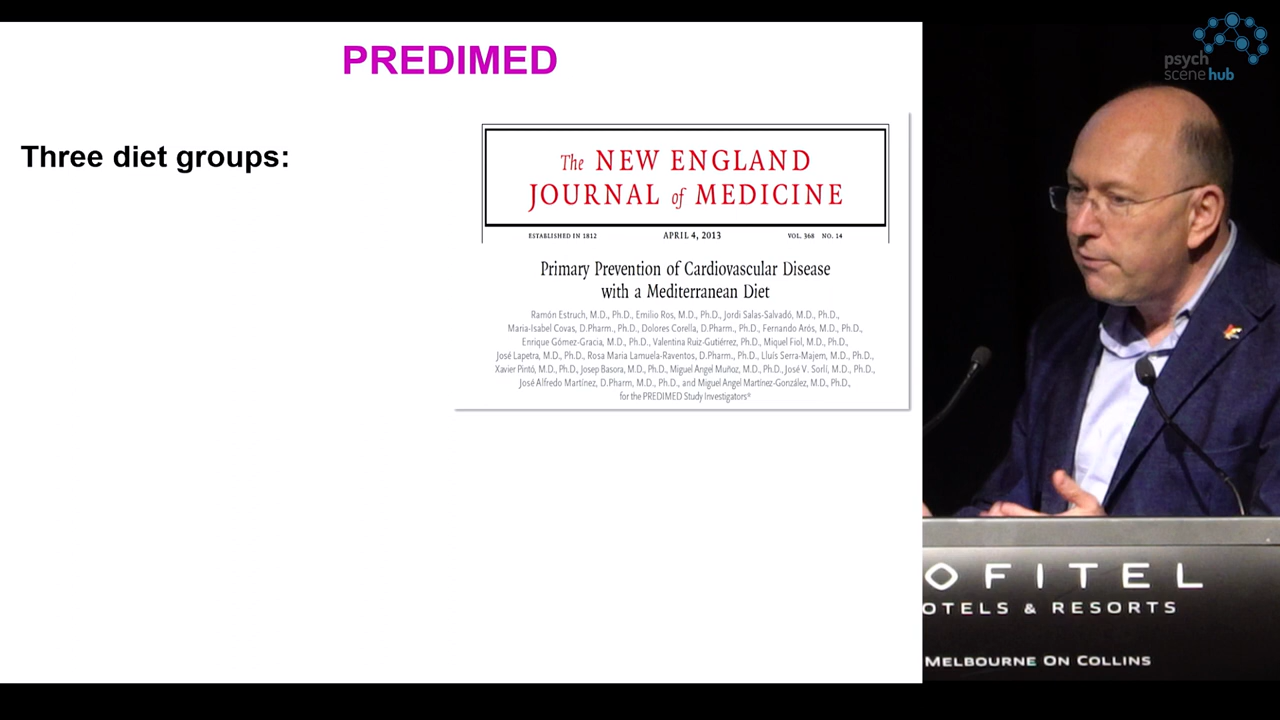 PREDIMED
Three diet groups:
The NEW ENGLAND
JOURNAL of MEDICINE
ESTABLISHED IN 1812 APRIL 4, 2013 VOL. 368 NO. 14
Primary Prevention of Cardiovascular Disease
with a Mediterranean Diet
Ramón Estruch, M.D., Ph.D., Emilio Ros, M.D., Ph.D., Jordi Salas-Salvadó, M.D., Ph.D.,
Maria-Isabel Covas, D.Pharm., Ph.D., Dolores Corella, D.Pharm., Ph.D., Fernando Arós, M.D., Ph.D.,
Enrique Gómez-Gracia, M.D., Ph.D., Valentina Ruiz-Gutiérrez, Ph.D., Miquel Fiol, M.D., Ph.D.,
José Lapetra, M.D., Ph.D., Rosa Maria Lamuela-Raventos, D.Pharm., Ph.D., Lluís Serra-Majem, M.D., Ph.D.,
Xavier Pintó, M.D., Ph.D., Josep Basora, M.D., Ph.D., Miguel Angel Muñoz, M.D., Ph.D., José V. Sorlí, M.D., Ph.D.,
José Alfredo Martínez, D.Pharm, M.D., Ph.D., and Miguel Angel Martínez-González, M.D., Ph.D.,
for the PREDIMED Study Investigators*
psych
scene hub
OFITEL
OTELS & RESORTS
MELBOURNE ON COLLINS